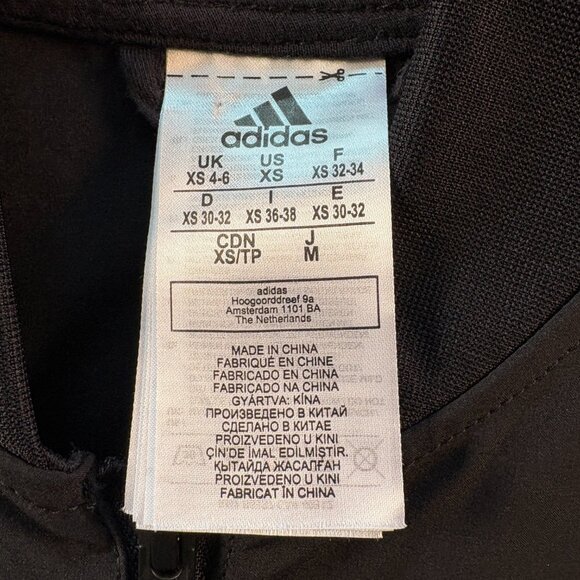 adidas
UK US F
XS 4-6 XS XS 32-34
D I E
XS 30-32 XS 36-38 XS 30-32
CDN J
XS/TP M
adidas
Hoogoorddreef 9a
Amsterdam 1101 BA
The Netherlands
MADE IN CHINA
FABRIQUÉ EN CHINE
FABRICADO EN CHINA
FABRICADO NA CHINA
GYÁRTVA: KÍNA
ПРОИЗВЕДЕНО В КИТАЙ
СДЕЛАНО В КИТАЕ
PROIZVEDENO U KINI
ÇİN'DE İMAL EDİLMİŞTİR.
ҚЫТАЙДА ЖАСАЛҒАН
PROIZVEDENO U KINI
FABRICAT ÎN CHINA